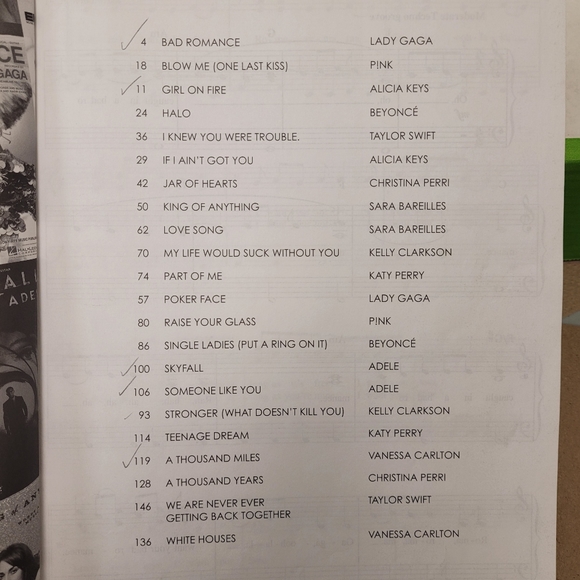 4 BAD ROMANCE LADY GAGA
18 BLOW ME (ONE LAST KISS) P!NK
11 GIRL ON FIRE ALICIA KEYS
24 HALO BEYONCÉ
36 I KNEW YOU WERE TROUBLE. TAYLOR SWIFT
29 IF I AIN'T GOT YOU ALICIA KEYS
42 JAR OF HEARTS CHRISTINA PERRI
50 KING OF ANYTHING SARA BAREILLES
62 LOVE SONG SARA BAREILLES
70 MY LIFE WOULD SUCK WITHOUT YOU KELLY CLARKSON
74 PART OF ME KATY PERRY
57 POKER FACE LADY GAGA
80 RAISE YOUR GLASS P!NK
86 SINGLE LADIES (PUT A RING ON IT) BEYONCÉ
100 SKYFALL ADELE
106 SOMEONE LIKE YOU ADELE
93 STRONGER (WHAT DOESN'T KILL YOU) KELLY CLARKSON
114 TEENAGE DREAM KATY PERRY
119 A THOUSAND MILES VANESSA CARLTON
128 A THOUSAND YEARS CHRISTINA PERRI
146 WE ARE NEVER EVER TAYLOR SWIFT
GETTING BACK TOGETHER
136 WHITE HOUSES VANESSA CARLTON
CE
GAGA
ALL
ADE